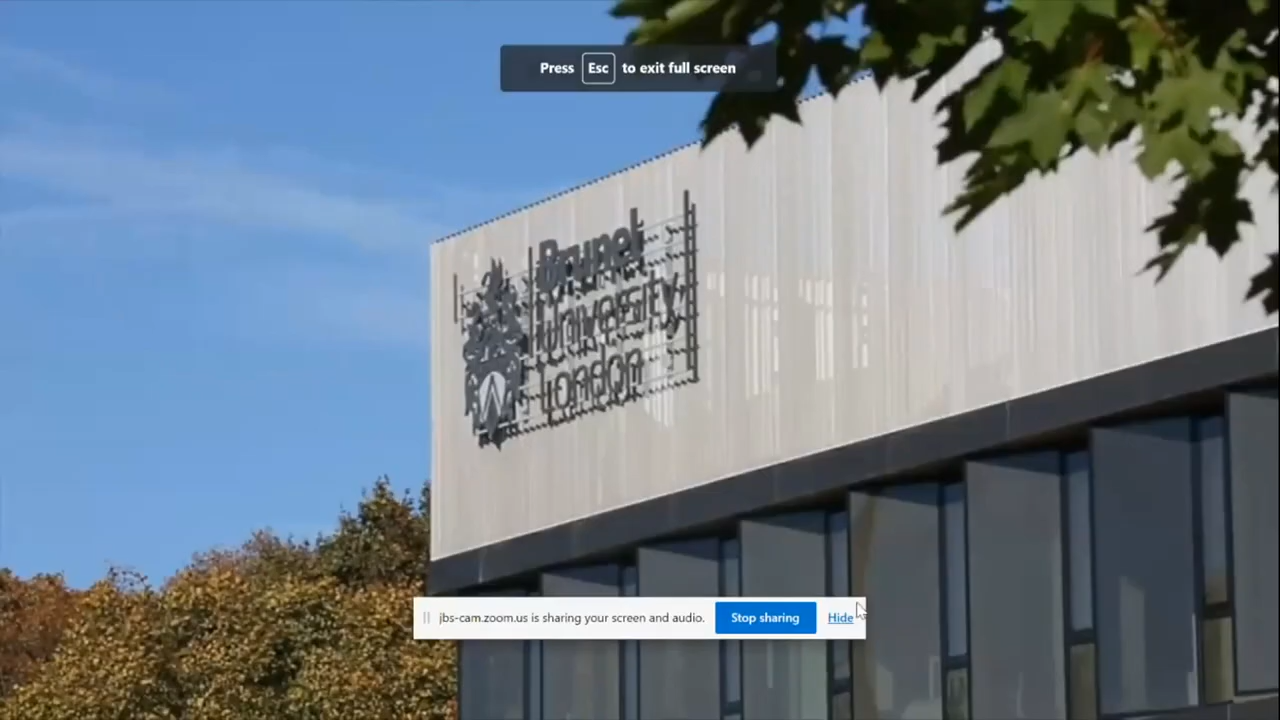 Press Esc to exit full screen
Brunel
University
London
jbs-cam.zoom.us is sharing your screen and audio. Stop sharing Hide